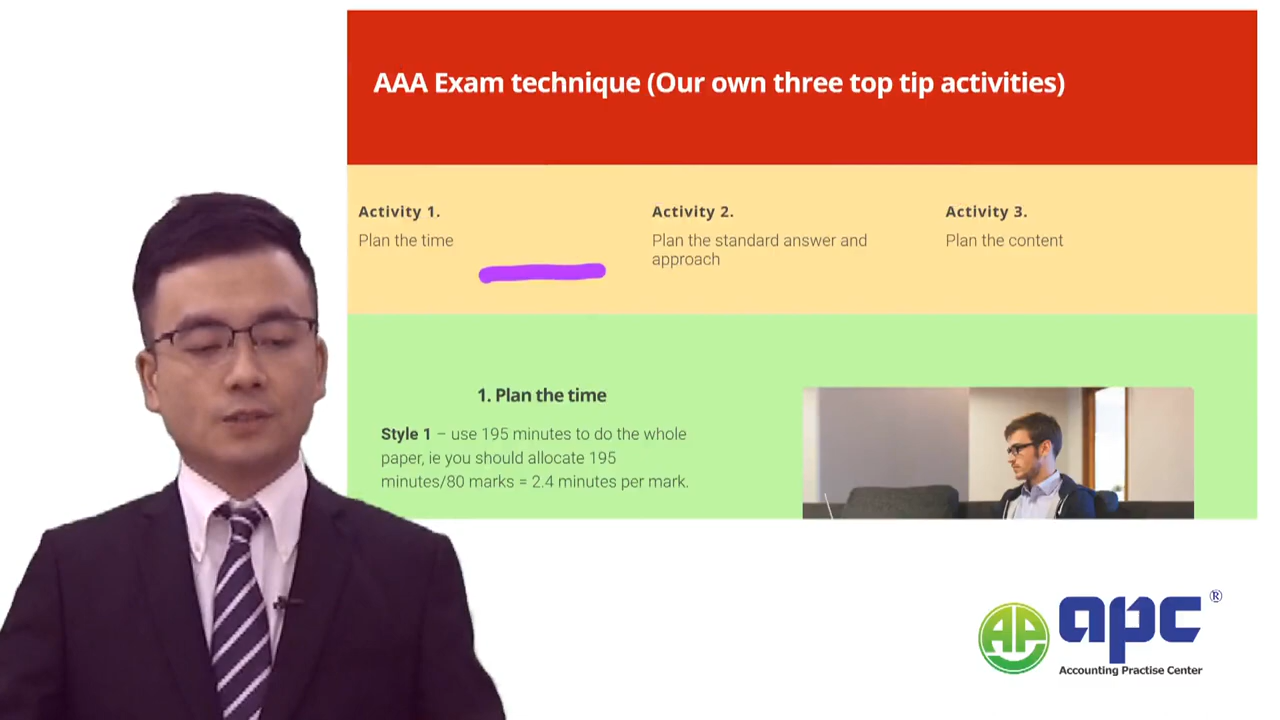 AAA Exam technique (Our own three top tip activities)
Activity 1.
Plan the time
Activity 2.
Plan the standard answer and
approach
Activity 3.
Plan the content
1. Plan the time
Style 1 – use 195 minutes to do the whole
paper, ie you should allocate 195
minutes/80 marks = 2.4 minutes per mark.
AP
apc ®
Accounting Practise Center